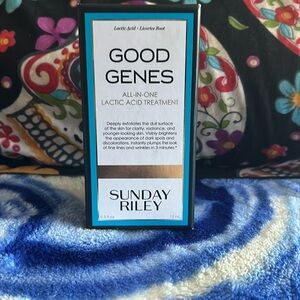 Lactic Acid + Licorice Root
GOOD
GENES
ALL-IN-ONE
LACTIC ACID TREATMENT
Deeply exfoliates the dull surface
of the skin for clarity, radiance, and
younger-looking skin. Visibly brightens
the appearance of dark spots and
discolorations. Instantly plumps the
look of fine lines and wrinkles in 3 minutes.*
SUNDAY
RILEY